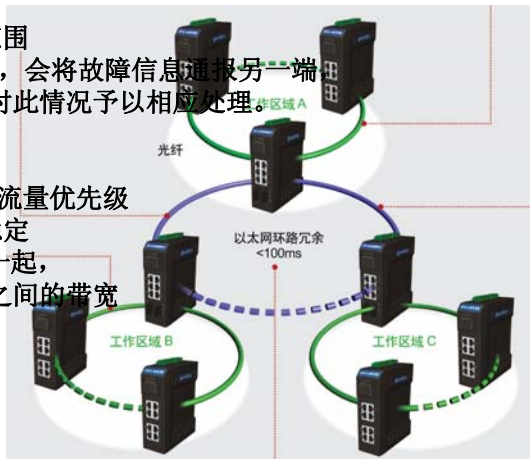 围
，会将故障信息通报另一端，
对此情况予以相应处理。
工作区域 A
光纤
流量优先级
定
一起，
之间的带宽
以太网环路冗余
<100ms
工作区域 B
工作区域 C